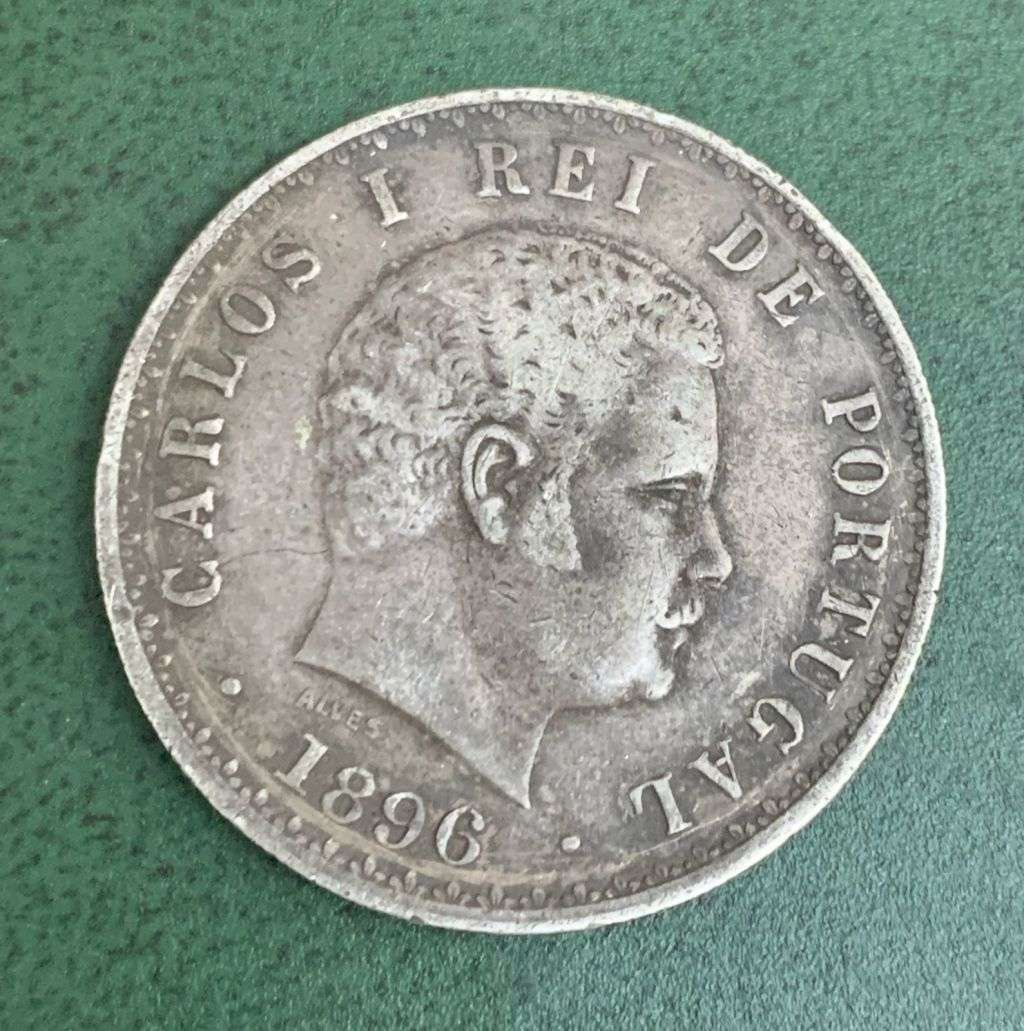 CARLOS I REI DE PORTUGAL
ALVES
· 1896 ·